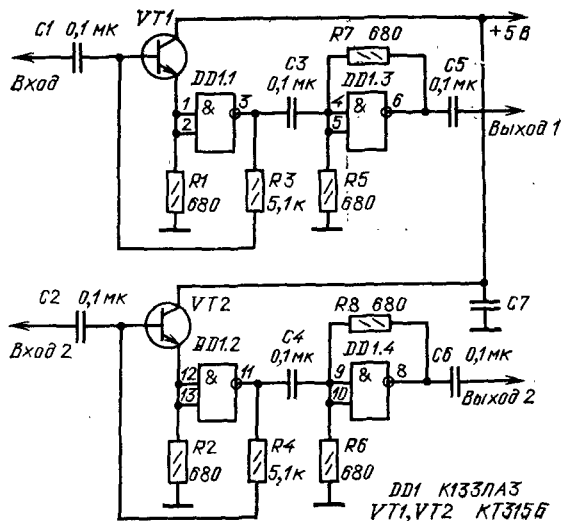 C1 0,1 мк
VT1
R7 680
+5 В
Вход
DD1.1
C3
0,1 мк
DD1.3
C5
0,1 мк
1
2
&
3
4
5
&
6
Выход 1
R1
680
R3
5,1 к
R5
680
C2 0,1 мк
VT2
R8 680
C7
Вход 2
DD1.2
C4
0,1 мк
DD1.4
C6 0,1 мк
12
13
&
11
9
10
&
8
Выход 2
R2
680
R4
5,1 к
R6
680
DD1 К133ЛА3
VT1, VT2 КТ315Б